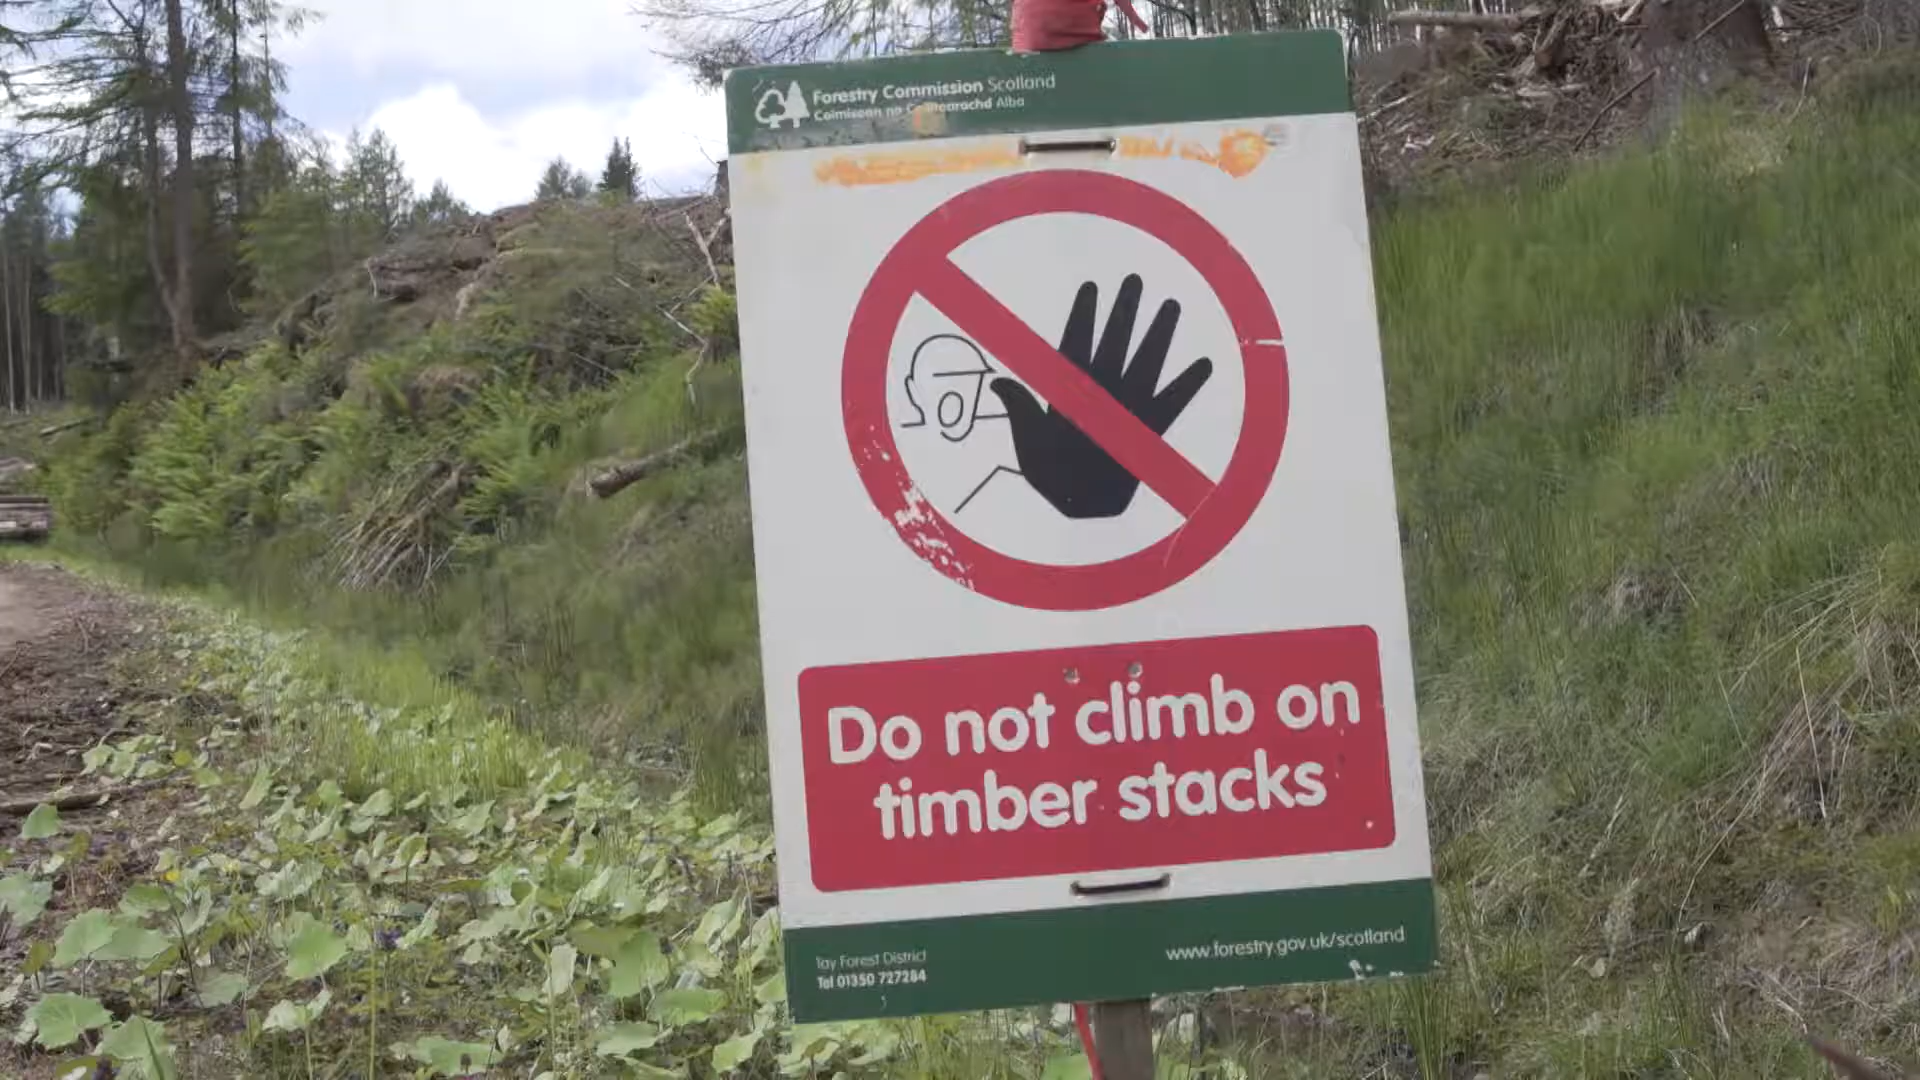 Forestry Commission Scotland
Coimisean na Coilltearachd Alba
Do not climb on
timber stacks
Tay Forest District
Tel 01350 727284
www.forestry.gov.uk/scotland